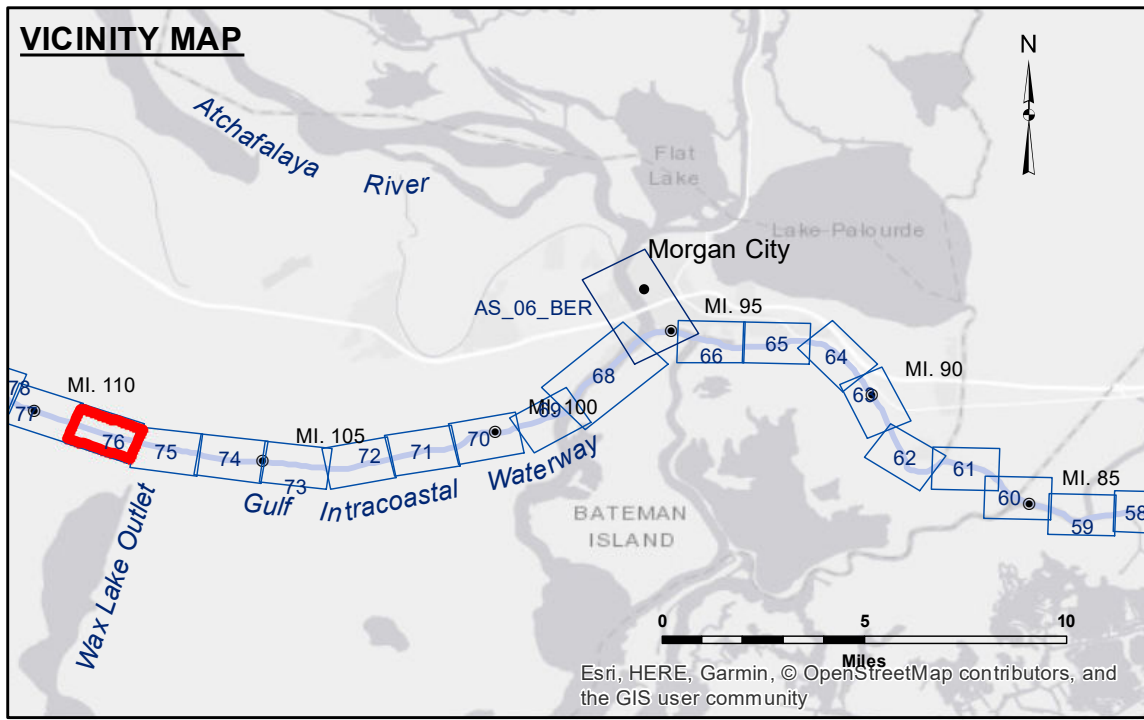 VICINITY MAP
N
Atchafalaya
River
Flat
Lake
Lake Palourde
Morgan City
AS_06_BER
MI. 95
66
65
64
MI. 90
63
62
61
MI. 85
60
59
58
68
69
MI. 100
70
71
72
MI. 105
73
74
75
76
MI. 110
77
78
Gulf Intracoastal Waterway
Wax Lake Outlet
BATEMAN
ISLAND
0 5 10
Miles
Esri, HERE, Garmin, © OpenStreetMap contributors, and
the GIS user community